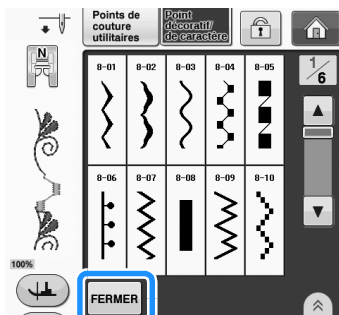 Points de
couture
utilitaires
Point
décoratif/
de caractère
N
1/6
8-01
8-02
8-03
8-04
8-05
8-06
8-07
8-08
8-09
8-10
100%
FERMER